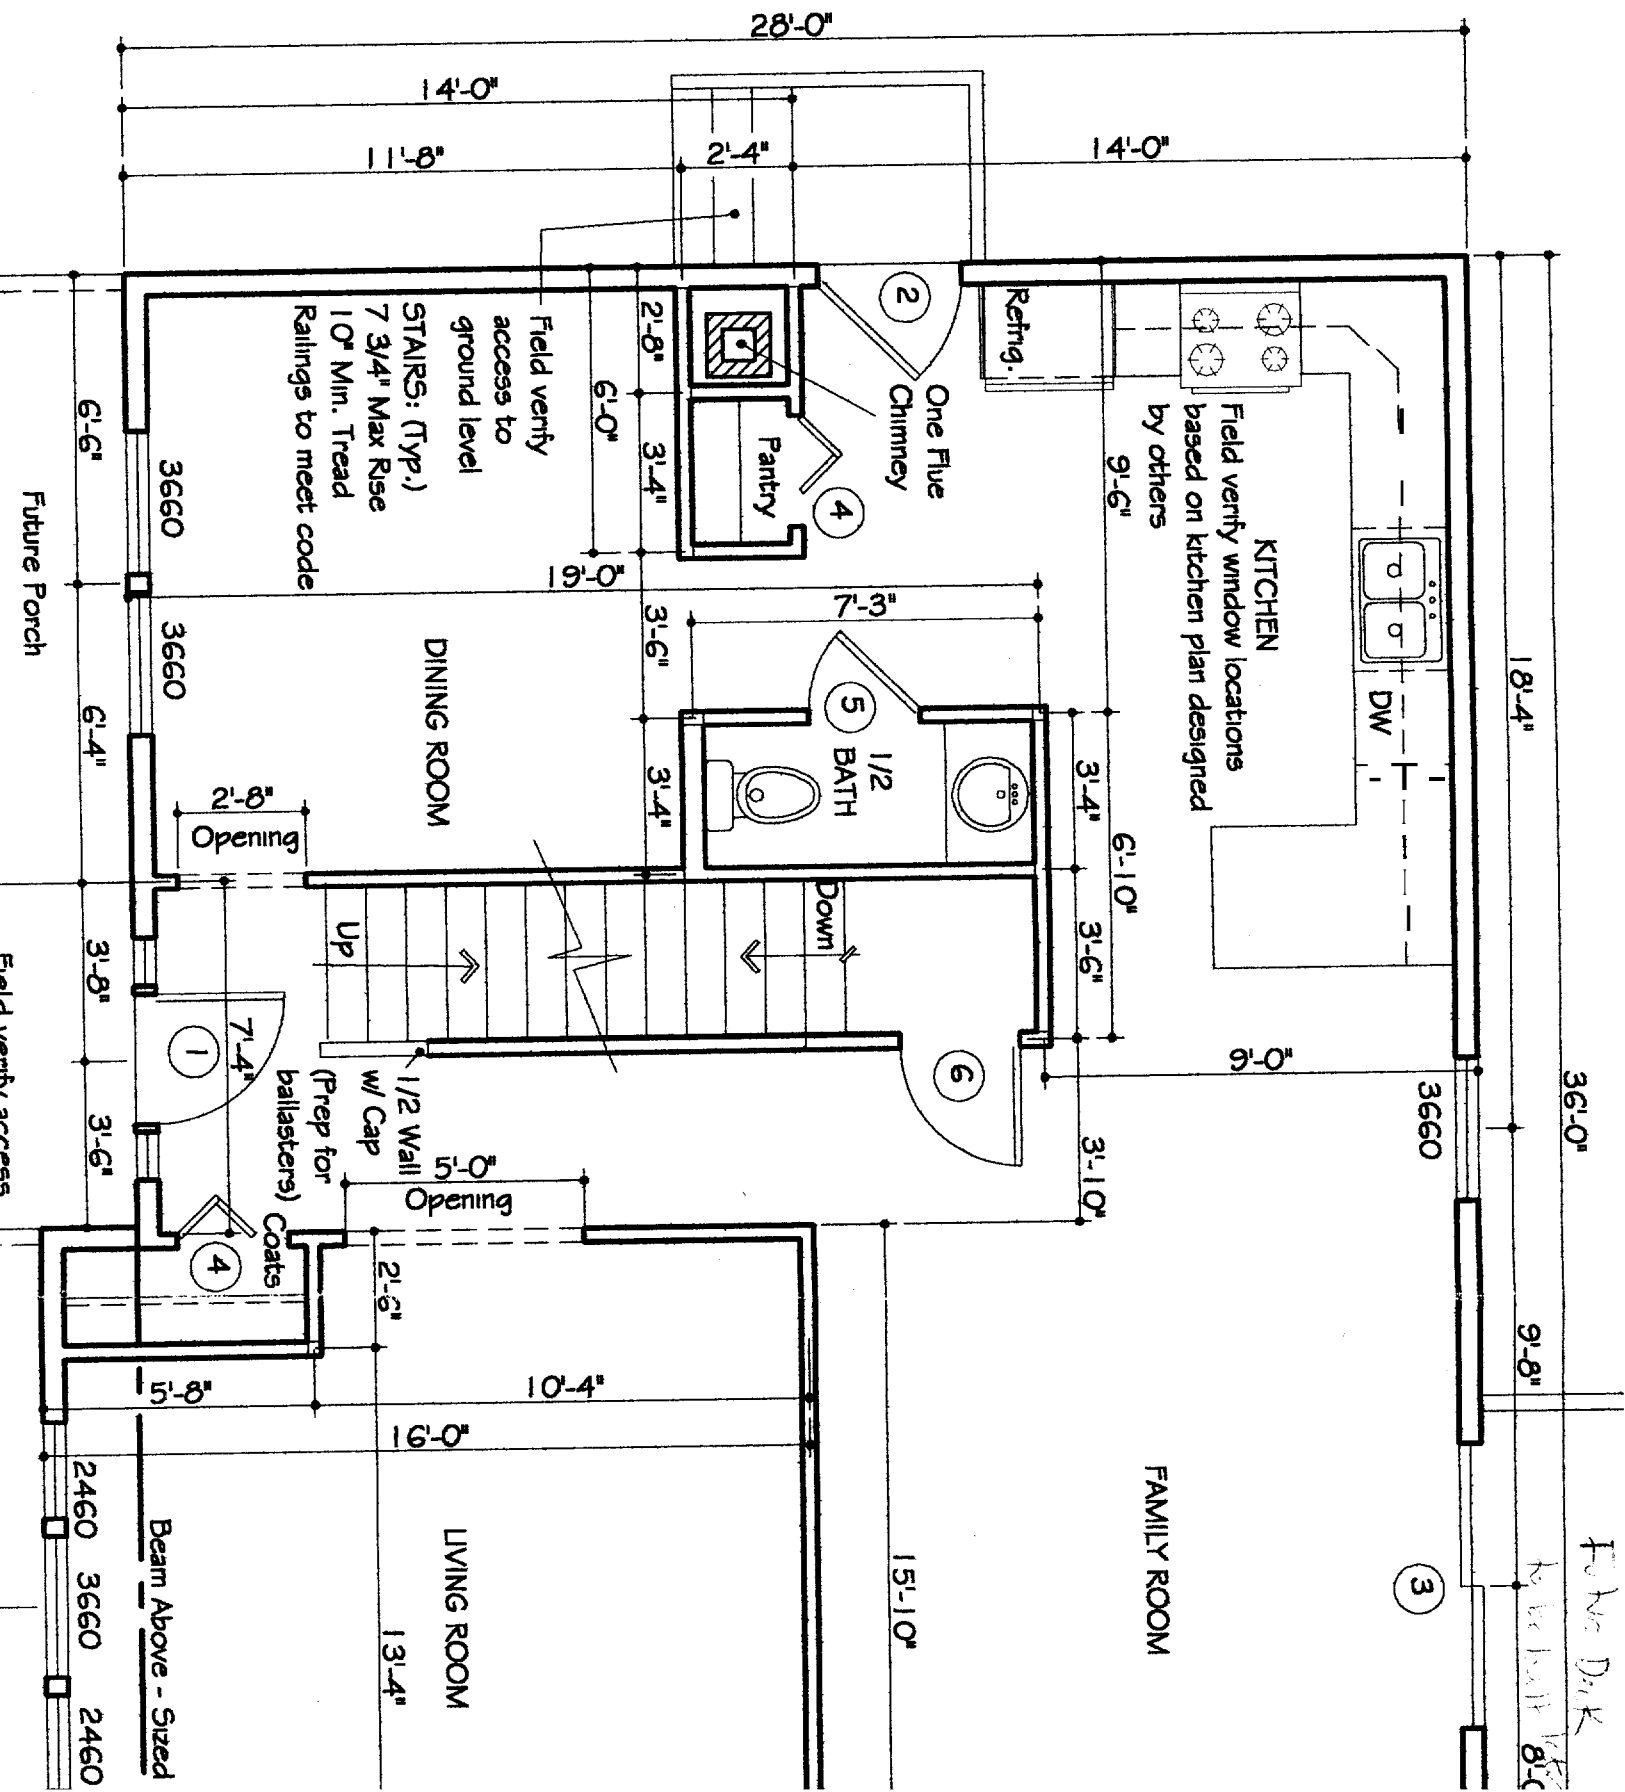 28'-0"
14'-0"
11'-8"
2'-4"
14'-0"
36'-0"
18'-4"
9'-8"
Refrig.
2
One Flue
Chimney
Pantry
4
2'-8"
3'-4"
6'-0"
9'-6"
Field verify
access to
ground level
STAIRS: (Typ.)
7 3/4" Max Rise
10" Min. Tread
Railings to meet code
KITCHEN
Field verify window locations
based on kitchen plan designed
by others
DW
6'-6"
3660
3660
Future Porch
19'-0"
7'-3"
3'-6"
DINING ROOM
5
1/2
BATH
3'-4"
3'-4"
6'-10"
3'-6"
6'-4"
2'-8"
Opening
Down
Up
3'-8"
1
7'-4"
3'-6"
6
9'-0"
3660
3'-10"
1/2 Wall
w/ Cap
(Prep for
ballasters)
5'-0"
Opening
Coats
4
2'-6"
5'-8"
10'-4"
16'-0"
2460
3660
2460
Beam Above - Sized
LIVING ROOM
13'-4"
15'-10"
FAMILY ROOM
3
Field verify access